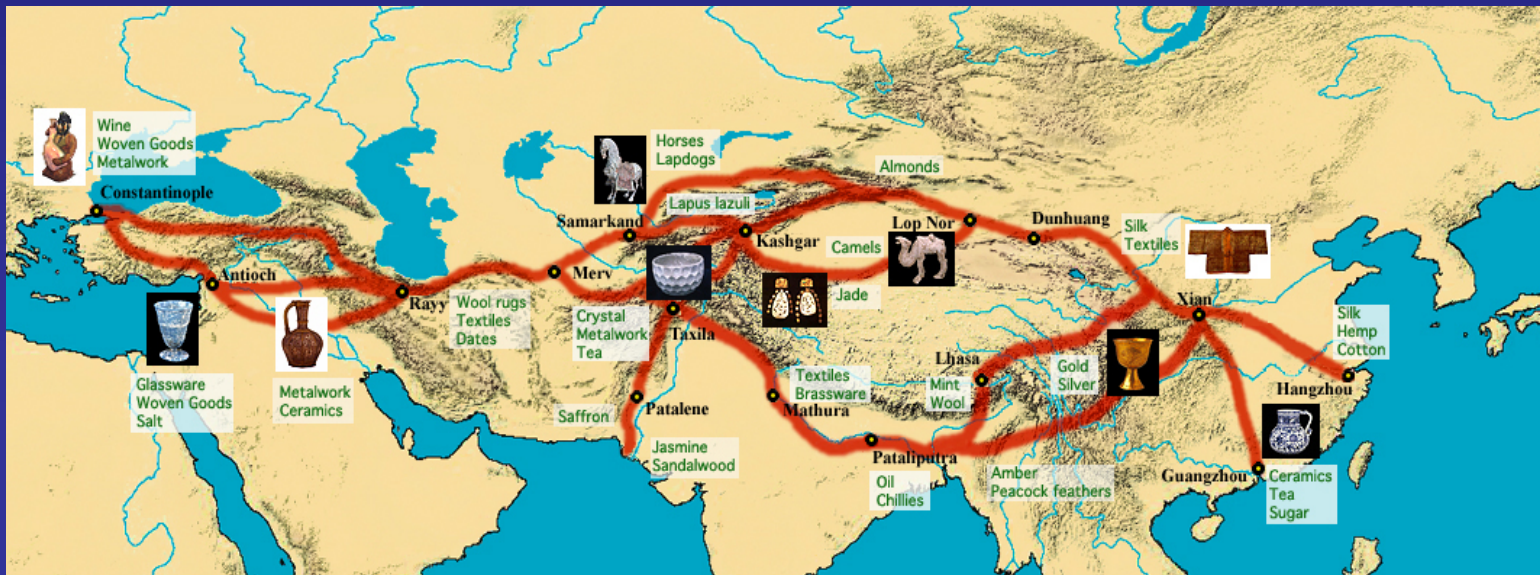 Wine
Woven Goods
Metalwork
Constantinople
Horses
Lapdogs
Almonds
Lapus lazuli
Samarkand
Kashgar
Camels
Lop Nor
Dunhuang
Silk
Textiles
Antioch
Rayy
Merv
Wool rugs
Textiles
Dates
Crystal
Metalwork
Tea
Taxila
Jade
Xian
Silk
Hemp
Cotton
Hangzhou
Glassware
Woven Goods
Salt
Metalwork
Ceramics
Saffron
Patalene
Jasmine
Sandalwood
Textiles
Brassware
Mathura
Lhasa
Mint
Wool
Gold
Silver
Pataliputra
Oil
Chillies
Amber
Peacock feathers
Guangzhou
Ceramics
Tea
Sugar